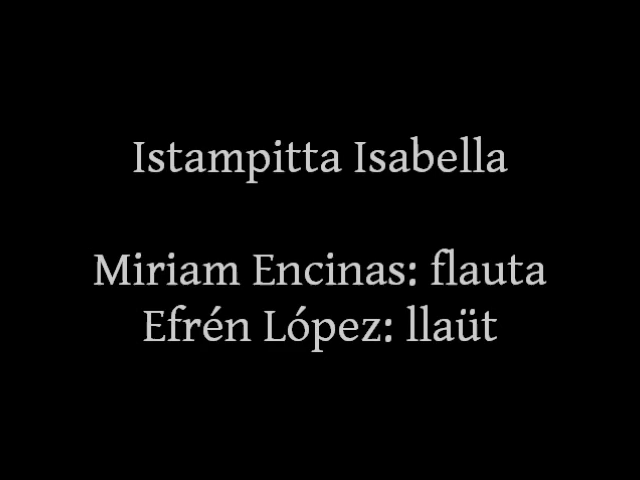 Istampitta Isabella
Miriam Encinas: flauta
Efrén López: llaüt